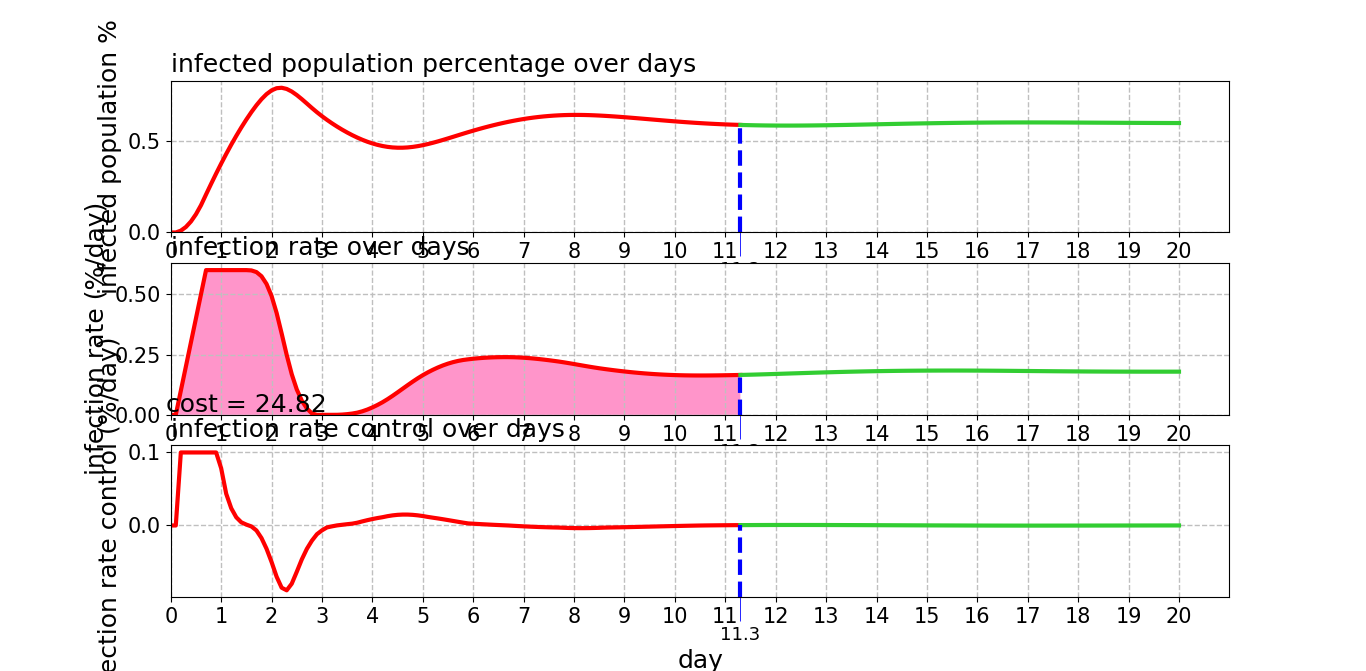 infected population percentage over days
infected population %
0.5
0.0
0 1 2 3 4 5 6 7 8 9 10 11 12 13 14 15 16 17 18 19 20
infection rate over days
infection rate (%/day)
0.50
0.25
0.00
cost = 24.82
0 1 2 3 4 5 6 7 8 9 10 11 12 13 14 15 16 17 18 19 20
infection rate control over days
ection rate control (%/day)
0.1
0.0
0 1 2 3 4 5 6 7 8 9 10 11 12 13 14 15 16 17 18 19 20
11.3
day